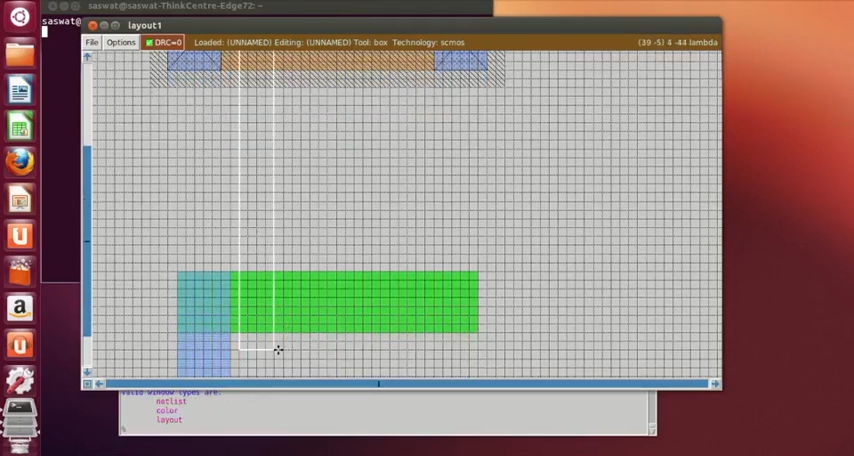 saswat@saswat-ThinkCentre-Edge72: ~
saswat@
layout1
File Options DRC=0 Loaded: (UNNAMED) Editing: (UNNAMED) Tool: box Technology: scmos (39 -5) 4 -44 lambda
Valid window types are:
netlist
color
layout